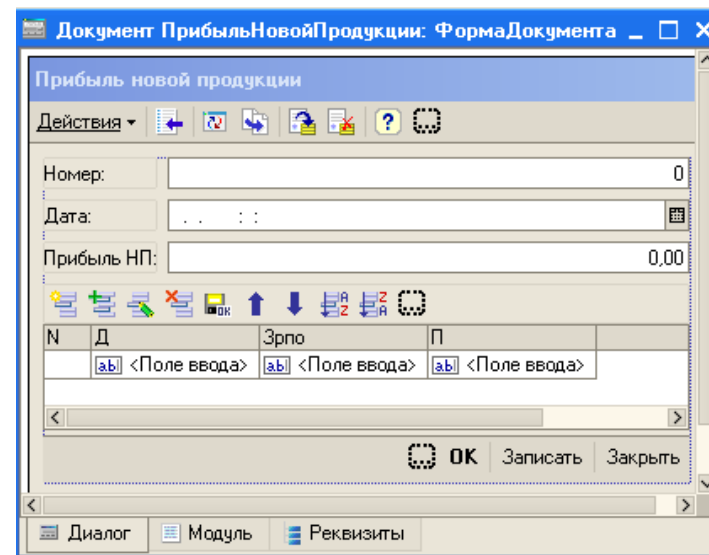 Документ ПрибыльНовойПродукции: ФормаДокумента
Прибыль новой продукции
Действия
Номер: 0
Дата: . . : :
Прибыль НП: 0,00
N Д Зрпо П
<Поле ввода> <Поле ввода> <Поле ввода>
OK Записать Закрыть
Диалог Модуль Реквизиты